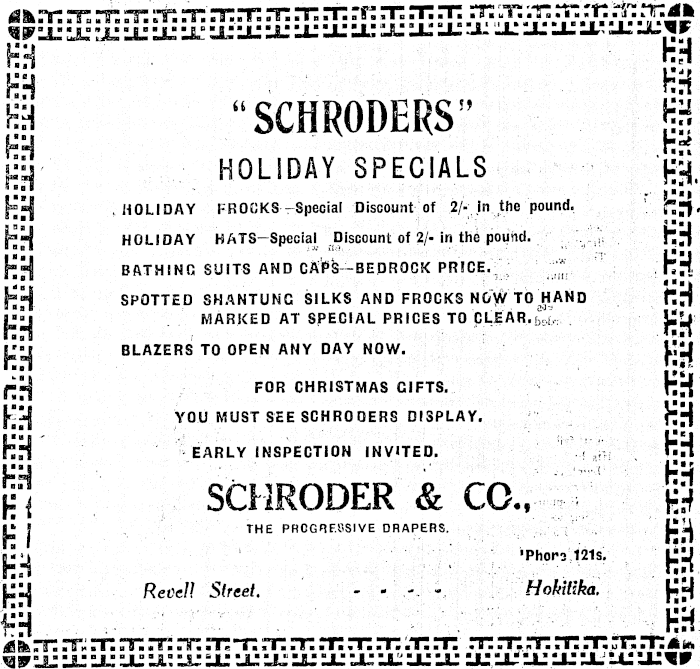 "SCHRODERS"
HOLIDAY SPECIALS
HOLIDAY FROCKS—Special Discount of 2/- in the pound.
HOLIDAY HATS—Special Discount of 2/- in the pound.
BATHING SUITS AND CAPS—BEDROCK PRICE.
SPOTTED SHANTUNG SILKS AND FROCKS NOW TO HAND
MARKED AT SPECIAL PRICES TO CLEAR.
BLAZERS TO OPEN ANY DAY NOW.
FOR CHRISTMAS GIFTS.
YOU MUST SEE SCHRODERS DISPLAY.
EARLY INSPECTION INVITED.
SCHRODER & CO.,
THE PROGRESSIVE DRAPERS.
'Phone 121s.
Revell Street. - - - - Hokitika.